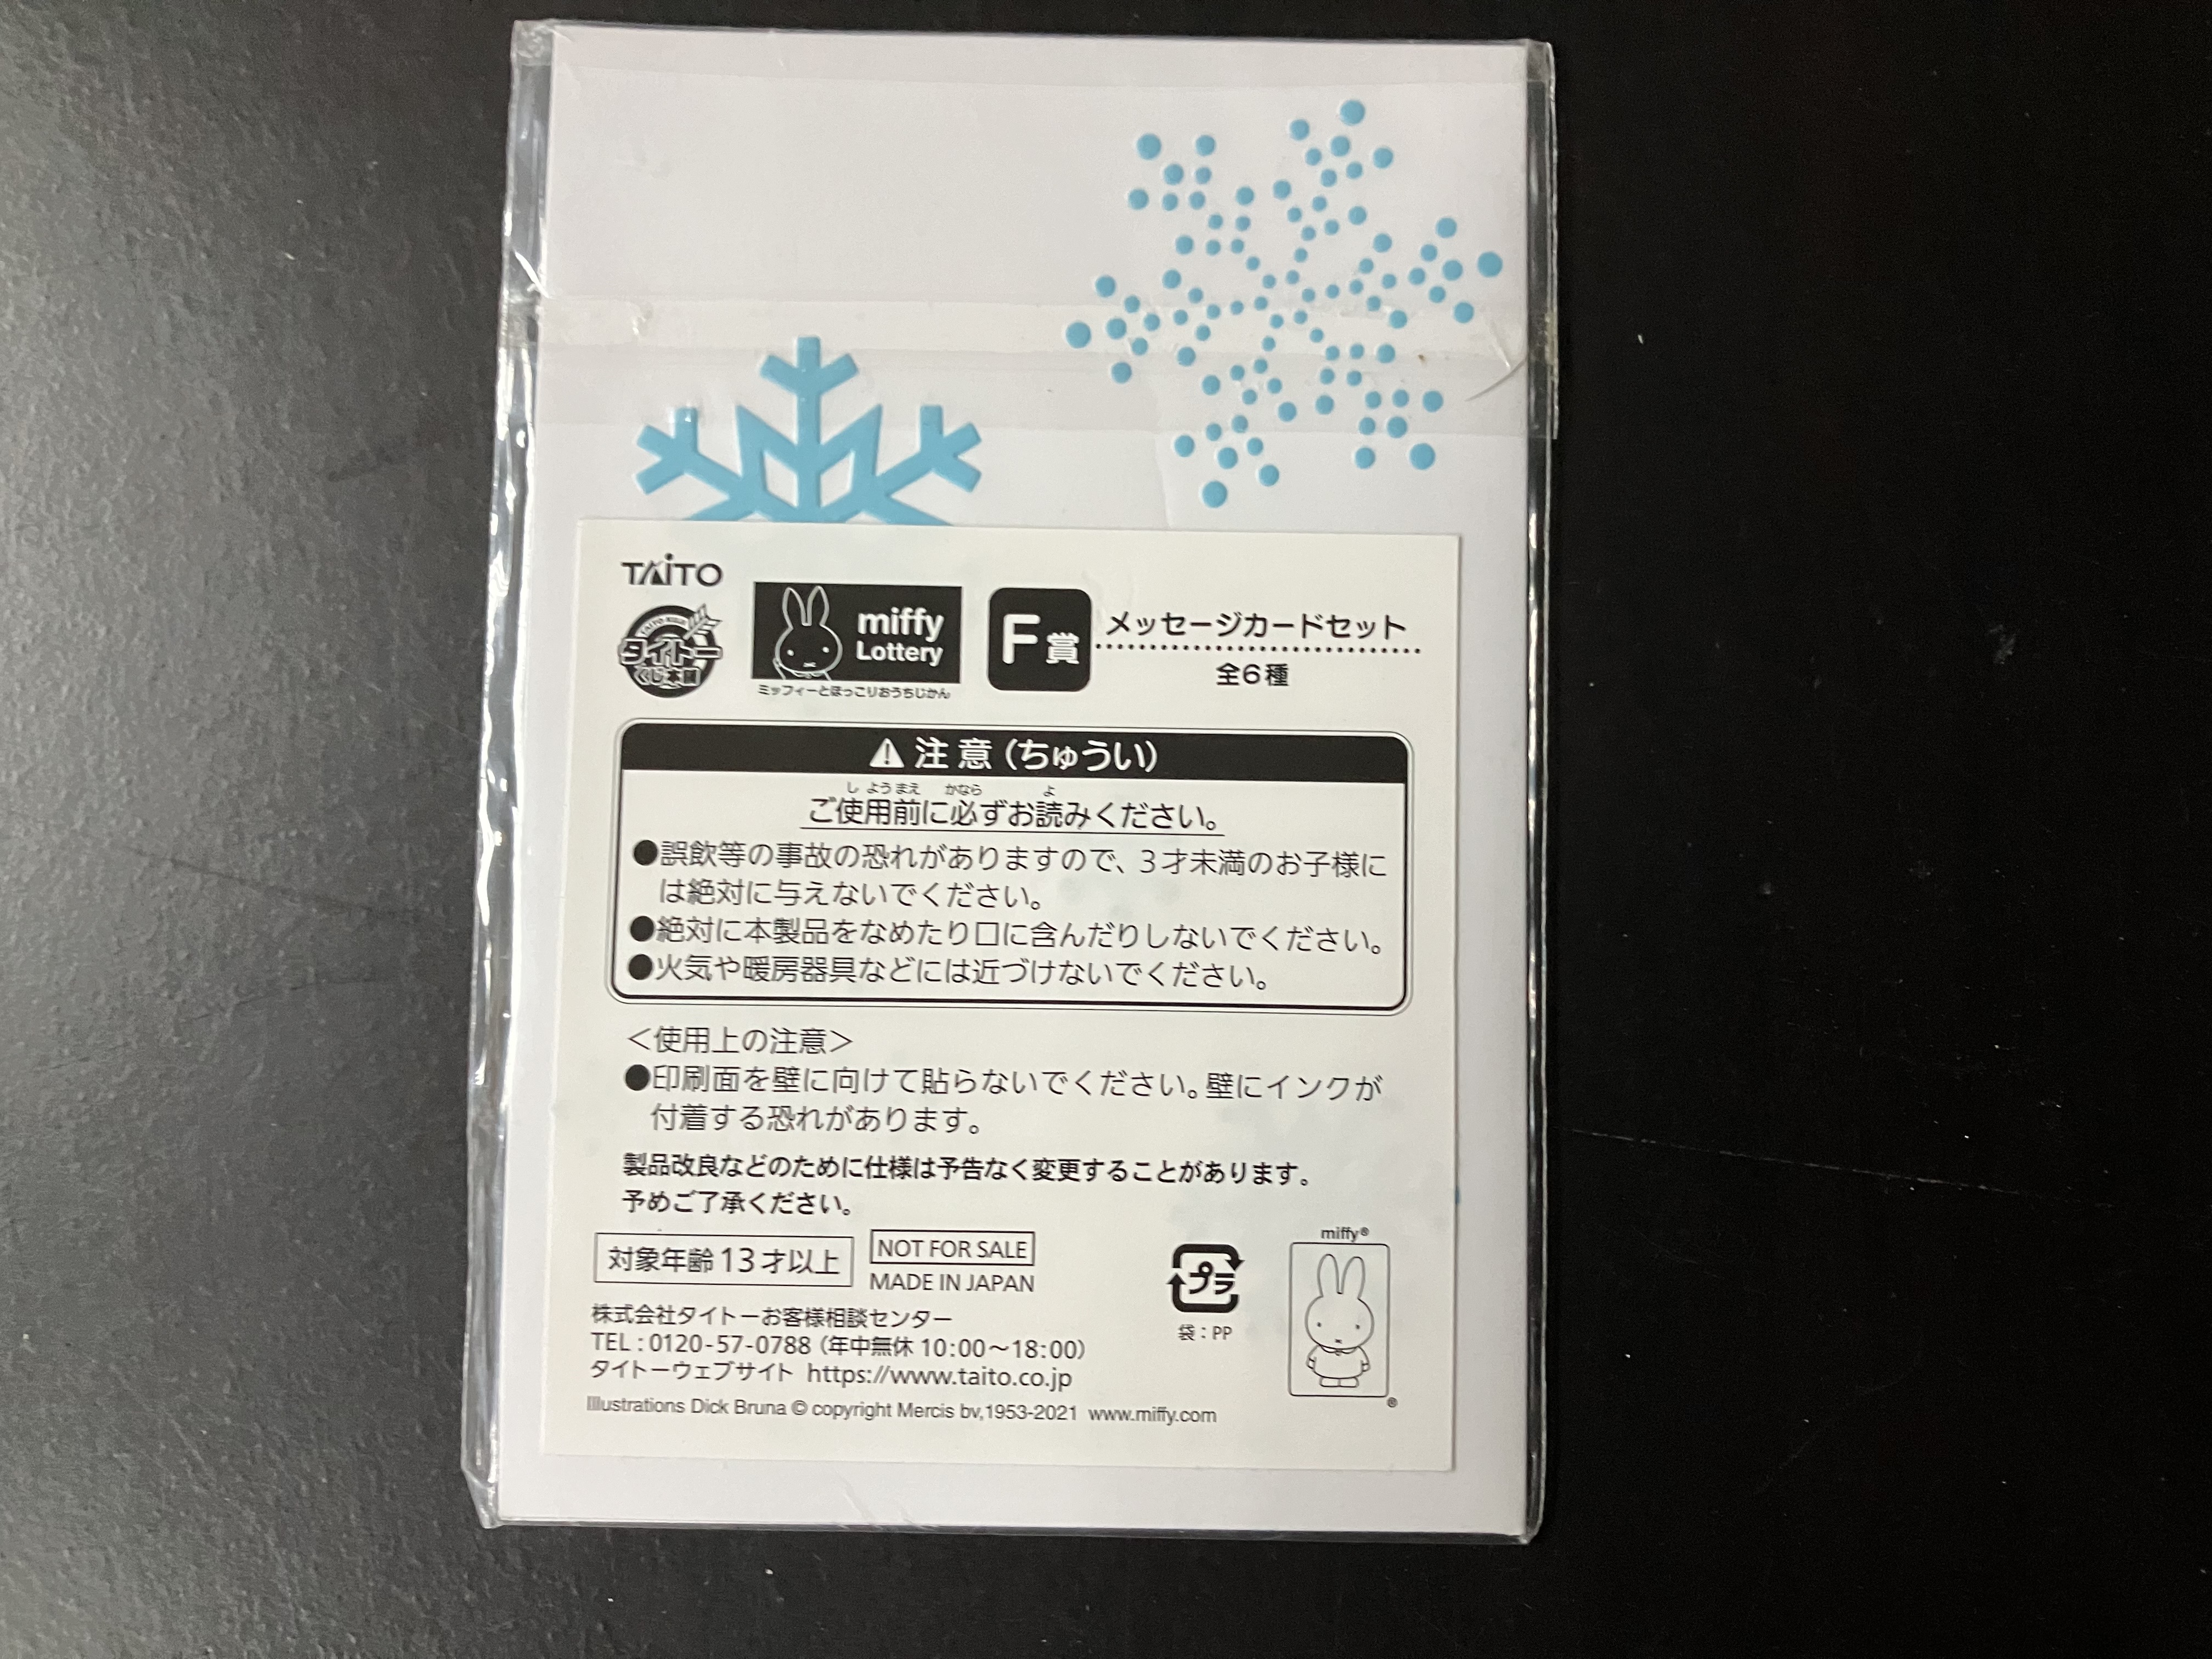 TAITO
TAITO KUJI
タイトー
くじ本舗
miffy
Lottery
ミッフィーとほっこりおうちじかん
F賞
メッセージカードセット
全6種
注意(ちゅうい)
しようまえ かなら よ
ご使用前に必ずお読みください。
●誤飲等の事故の恐れがありますので、3才未満のお子様に
は絶対に与えないでください。
●絶対に本製品をなめたり口に含んだりしないでください。
●火気や暖房器具などには近づけないでください。
<使用上の注意>
●印刷面を壁に向けて貼らないでください。壁にインクが
付着する恐れがあります。
製品改良などのために仕様は予告なく変更することがあります。
予めご了承ください。
対象年齢13才以上
NOT FOR SALE
MADE IN JAPAN
プラ
袋:PP
miffy®
®
株式会社タイトーお客様相談センター
TEL:0120-57-0788(年中無休10:00〜18:00)
タイトーウェブサイト https://www.taito.co.jp
Illustrations Dick Bruna © copyright Mercis bv,1953-2021 www.miffy.com